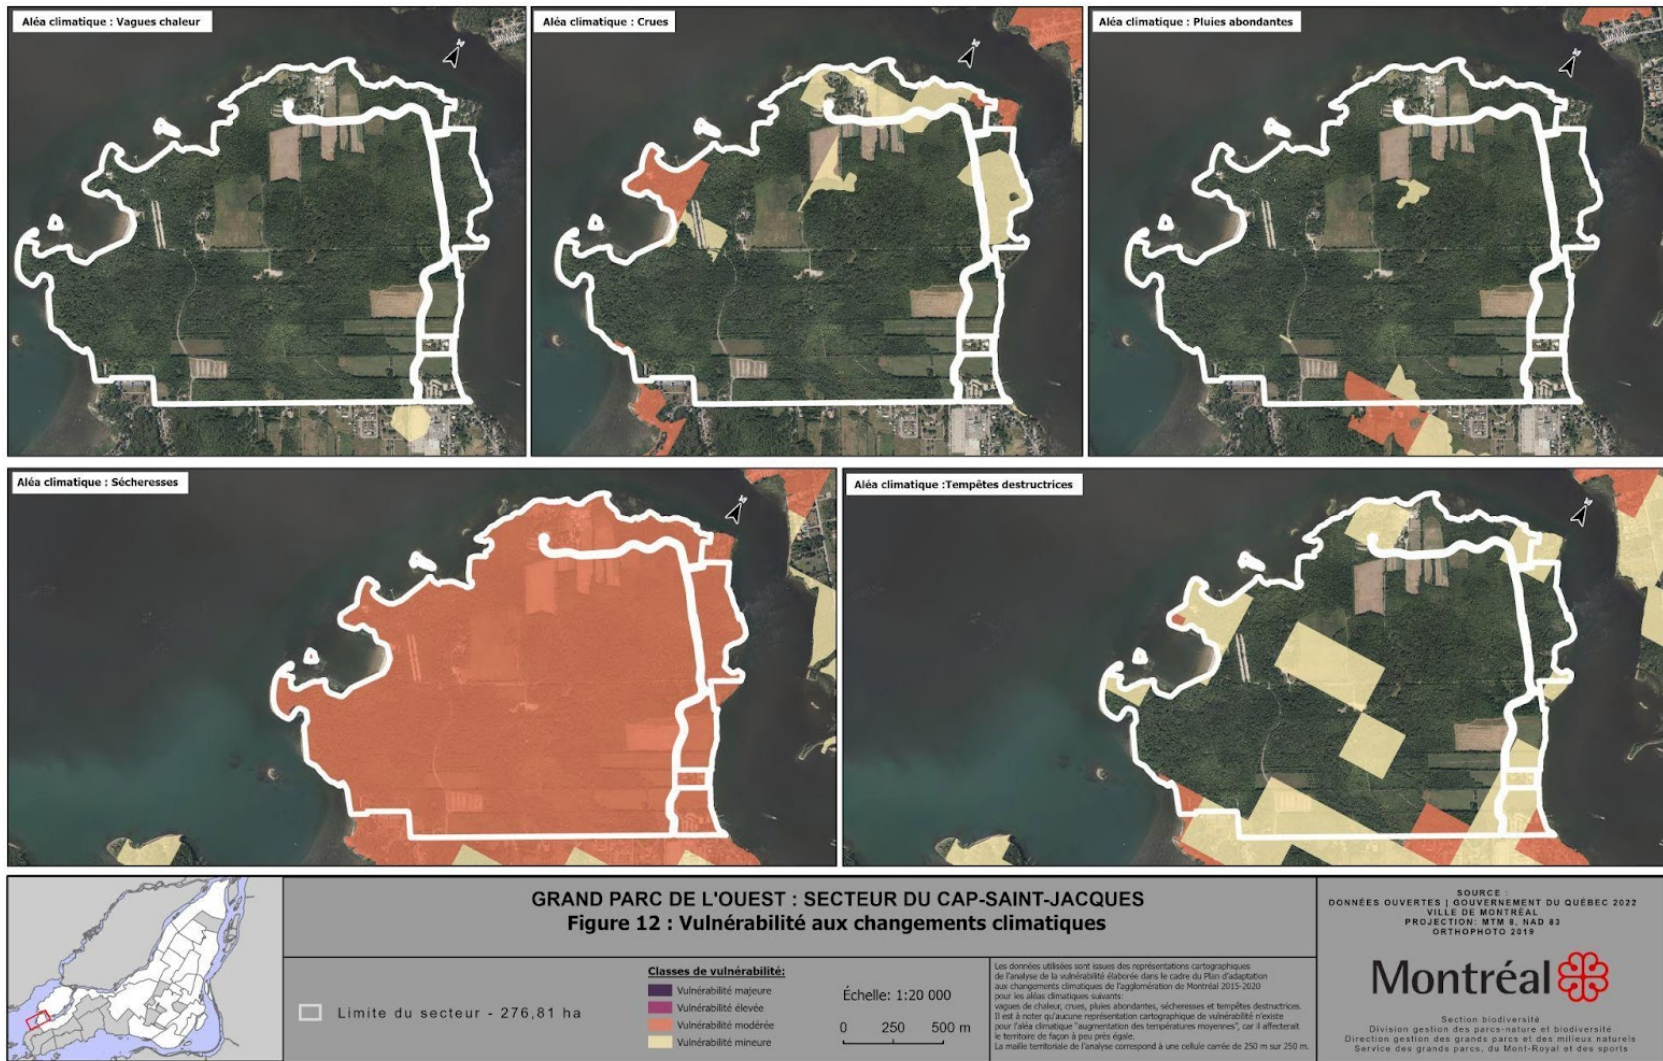 Aléa climatique : Vagues chaleur
Aléa climatique : Crues
Aléa climatique : Pluies abondantes
N
N
N
Aléa climatique : Sécheresses
Aléa climatique :Tempêtes destructrices
N
N
GRAND PARC DE L'OUEST : SECTEUR DU CAP-SAINT-JACQUES
Figure 12 : Vulnérabilité aux changements climatiques
Limite du secteur - 276,81 ha
Classes de vulnérabilité:
Vulnérabilité majeure
Vulnérabilité élevée
Vulnérabilité modérée
Vulnérabilité mineure
Échelle: 1:20 000
0 250 500 m
Les données utilisées sont issues des représentations cartographiques
de l'analyse de la vulnérabilité élaborée dans le cadre du Plan d'adaptation
aux changements climatiques de l'agglomération de Montréal 2015-2020
pour les aléas climatiques suivants:
vagues de chaleur, crues, pluies abondantes, sécheresses et tempêtes destructrices.
Il est à noter qu'aucune représentation cartographique de vulnérabilité n'existe
pour l'aléa climatique "augmentation des températures moyennes", car il affecterait
le territoire de façon à peu près égale.
La maille territoriale de l'analyse correspond à une cellule carrée de 250 m sur 250 m.
SOURCE :
DONNÉES OUVERTES | GOUVERNEMENT DU QUÉBEC 2022
VILLE DE MONTRÉAL
PROJECTION: MTM 8, NAD 83
ORTHOPHOTO 2019
Montréal
Section biodiversité
Division gestion des parcs-nature et biodiversité
Direction gestion des grands parcs et des milieux naturels
Service des grands parcs, du Mont-Royal et des sports